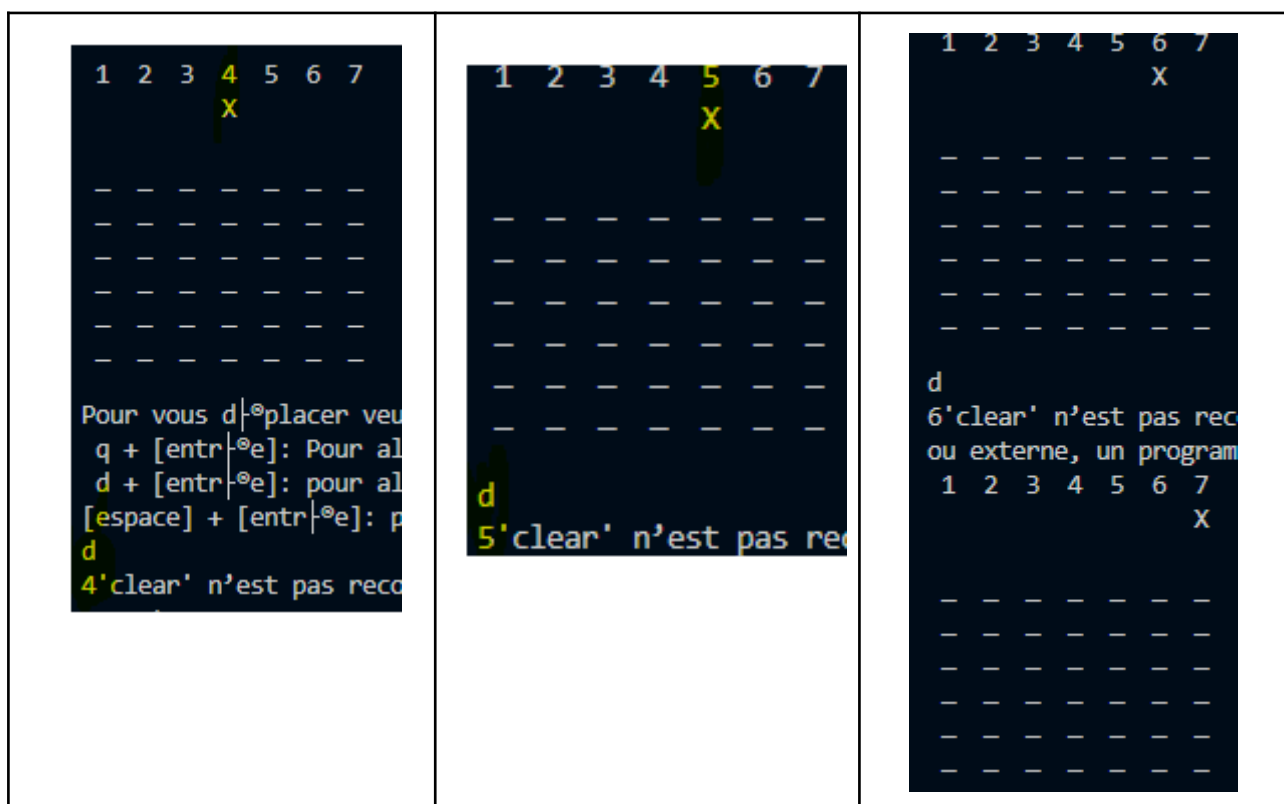 1 2 3 4 5 6 7
X
_ _ _ _ _ _ _
_ _ _ _ _ _ _
_ _ _ _ _ _ _
_ _ _ _ _ _ _
_ _ _ _ _ _ _
_ _ _ _ _ _ _
Pour vous d├®placer veu
q + [entr├®e]: Pour al
d + [entr├®e]: pour al
[espace] + [entr├®e]: p
d
4'clear' n’est pas reco
1 2 3 4 5 6 7
X
_ _ _ _ _ _ _
_ _ _ _ _ _ _
_ _ _ _ _ _ _
_ _ _ _ _ _ _
_ _ _ _ _ _ _
_ _ _ _ _ _ _
d
5'clear' n’est pas rec
1 2 3 4 5 6 7
X
_ _ _ _ _ _ _
_ _ _ _ _ _ _
_ _ _ _ _ _ _
_ _ _ _ _ _ _
_ _ _ _ _ _ _
_ _ _ _ _ _ _
d
6'clear' n’est pas rec
ou externe, un program
1 2 3 4 5 6 7
X
_ _ _ _ _ _ _
_ _ _ _ _ _ _
_ _ _ _ _ _ _
_ _ _ _ _ _ _
_ _ _ _ _ _ _
_ _ _ _ _ _ _